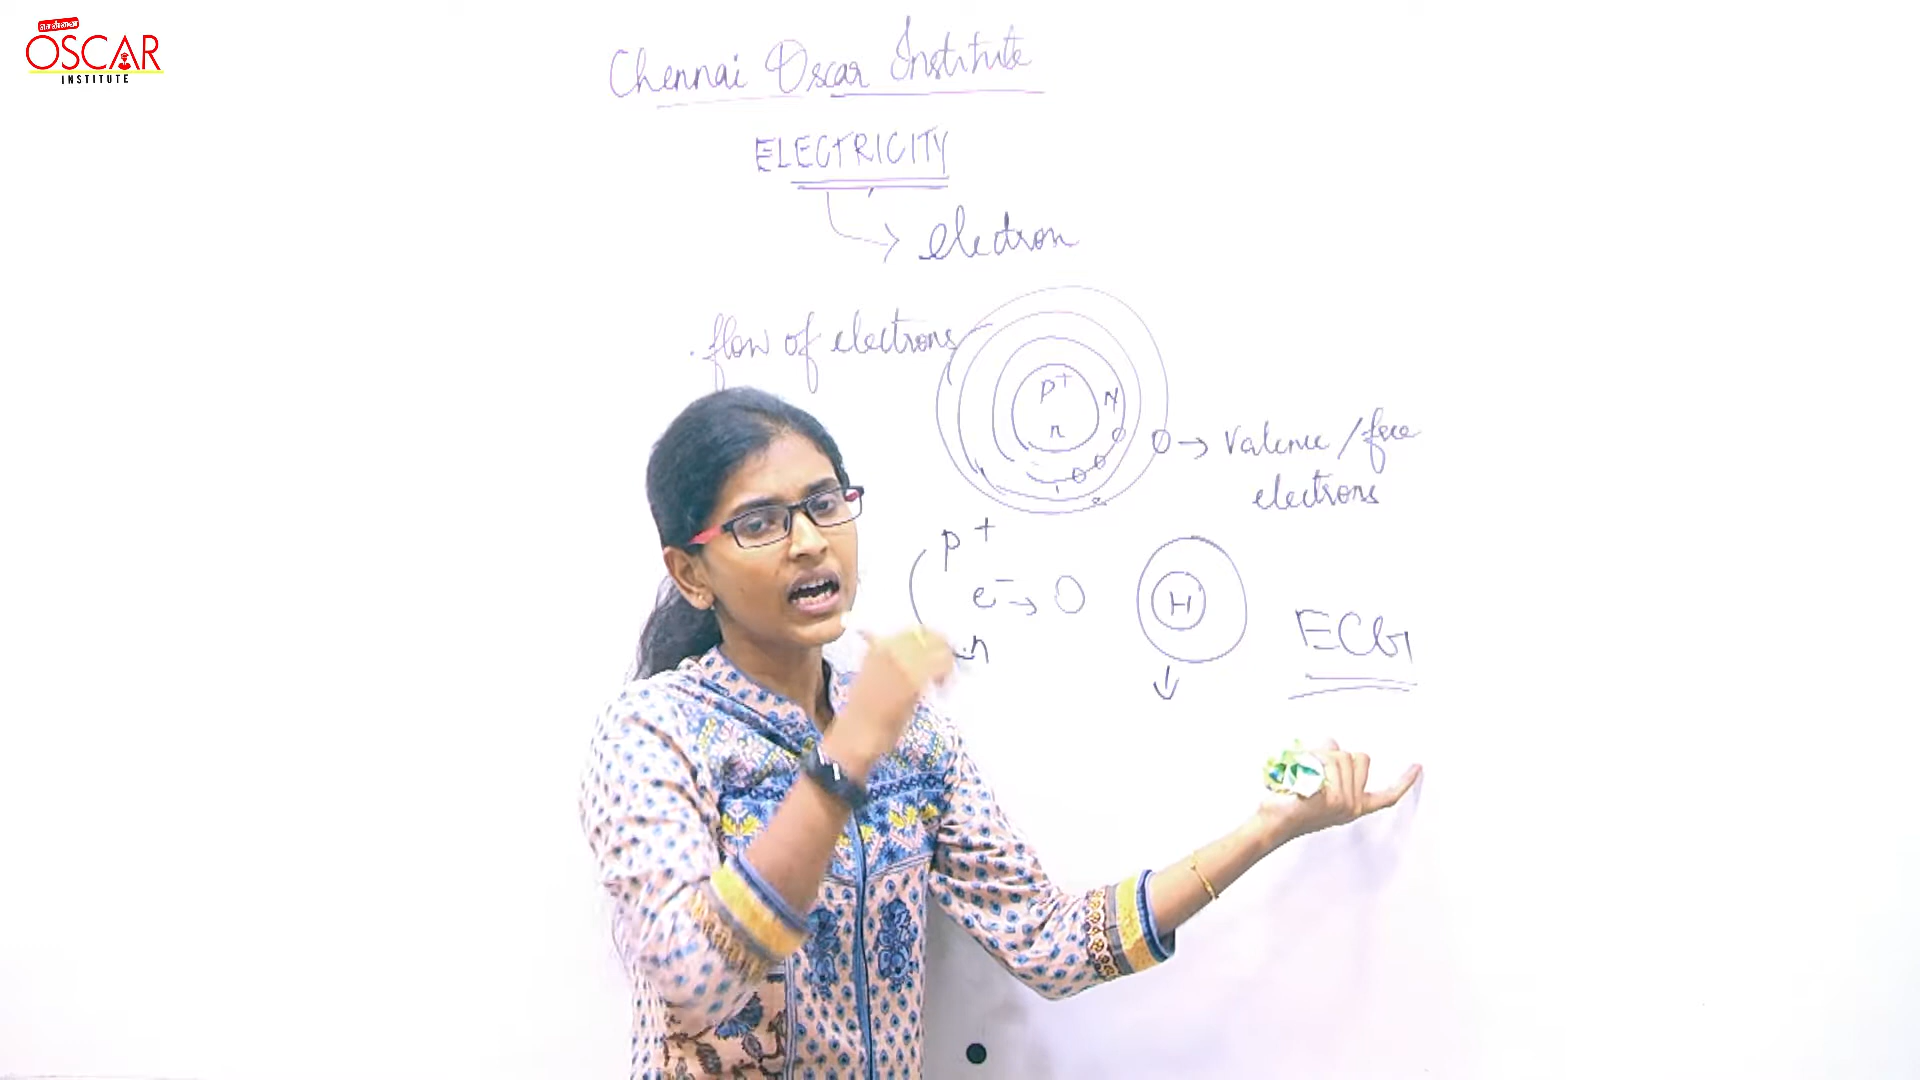 OSCAR
INSTITUTE
Chennai Oscar Institute
ELECTRICITY
→ electron
. flow of electrons
P+
n
N
→ Valence / free
electrons
p+
e- → O
n
H
ECG